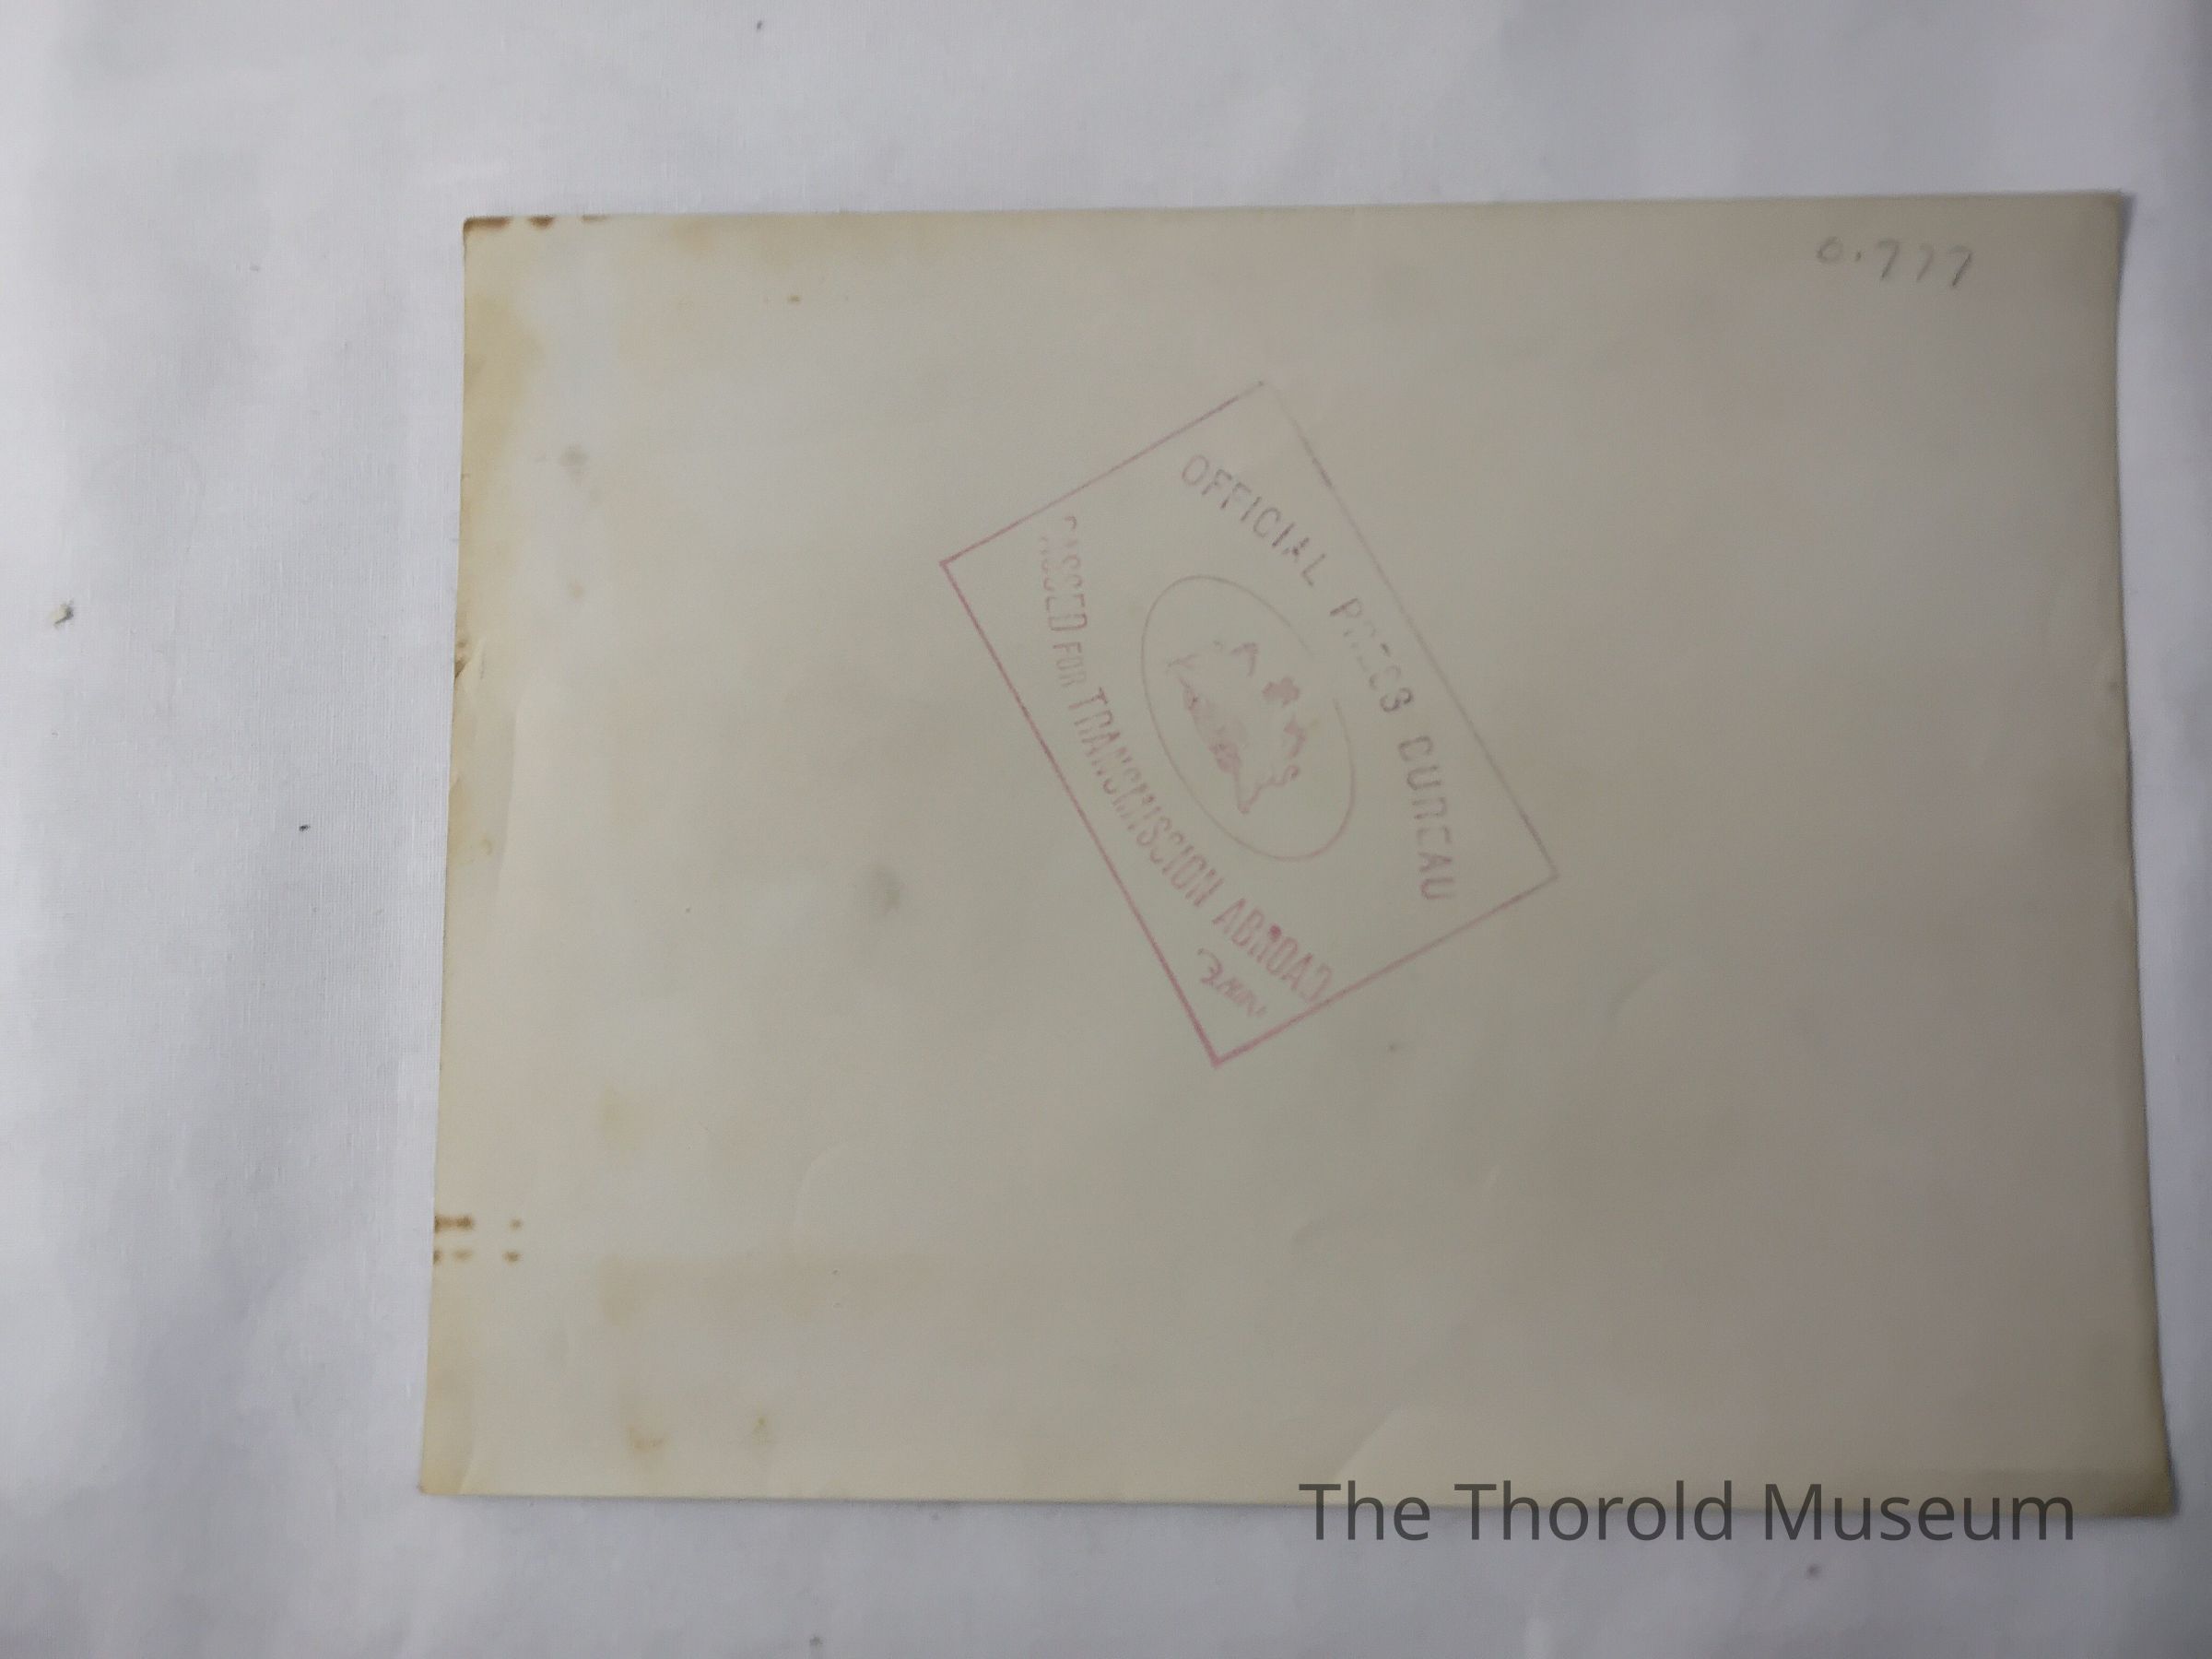 0.777
OFFICIAL PRESS BUREAU
PASSED FOR TRANSMISSION ABROAD
The Thorold Museum